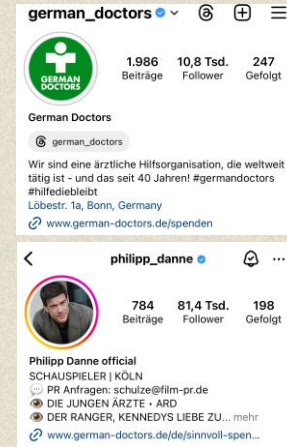 german_doctors
1.986 10,8 Tsd. 247
Beiträge Follower Gefolgt
GERMAN
DOCTORS
German Doctors
german_doctors
Wir sind eine ärztliche Hilfsorganisation, die weltweit
tätig ist - und das seit 40 Jahren! #germandoctors
#hilfediebleibt
Löbestr. 1a, Bonn, Germany
www.german-doctors.de/spenden
philipp_danne
784 81,4 Tsd. 198
Beiträge Follower Gefolgt
Philipp Danne official
SCHAUSPIELER | KÖLN
PR Anfragen: schulze@film-pr.de
DIE JUNGEN ÄRZTE • ARD
DER RANGER, KENNEDYS LIEBE ZU... mehr
www.german-doctors.de/de/sinnvoll-spen...